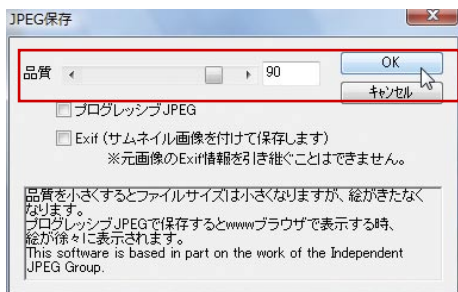 JPEG保存
品質 90 OK
キャンセル
プログレッシブJPEG
Exif (サムネイル画像を付けて保存します)
※元画像のExif情報を引き継ぐことはできません。
品質を小さくするとファイルサイズは小さくなりますが、絵がきたなく
なります。
プログレッシブJPEGで保存するとwwwブラウザで表示する時、
絵が徐々に表示されます。
This software is based in part on the work of the Independent
JPEG Group.